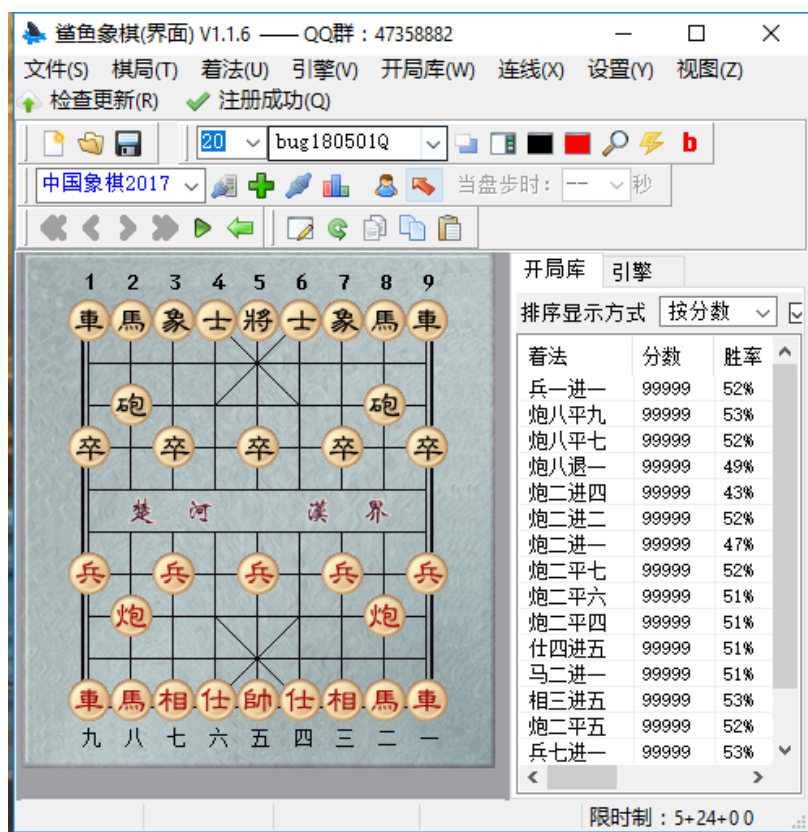 鲨鱼象棋(界面) V1.1.6 —— QQ群：47358882
文件(S) 棋局(T) 着法(U) 引擎(V) 开局库(W) 连线(X) 设置(Y) 视图(Z)
检查更新(R) 注册成功(Q)
20 bug180501Q b
中国象棋2017 当盘步时: -- 秒
开局库 引擎
排序显示方式 按分数
1 2 3 4 5 6 7 8 9
車 馬 象 士 將 士 象 馬 車
砲 砲
卒 卒 卒 卒 卒
楚 河 漢 界
兵 兵 兵 兵 兵
炮 炮
車 馬 相 仕 帥 仕 相 馬 車
九 八 七 六 五 四 三 二 一
着法 分数 胜率
兵一进一 99999 52%
炮八平九 99999 53%
炮八平七 99999 52%
炮八退一 99999 49%
炮二进四 99999 43%
炮二进二 99999 52%
炮二进一 99999 47%
炮二平七 99999 52%
炮二平六 99999 51%
炮二平四 99999 51%
仕四进五 99999 51%
马二进一 99999 51%
相三进五 99999 53%
炮二平五 99999 52%
兵七进一 99999 53%
限时制：5+24+0 0